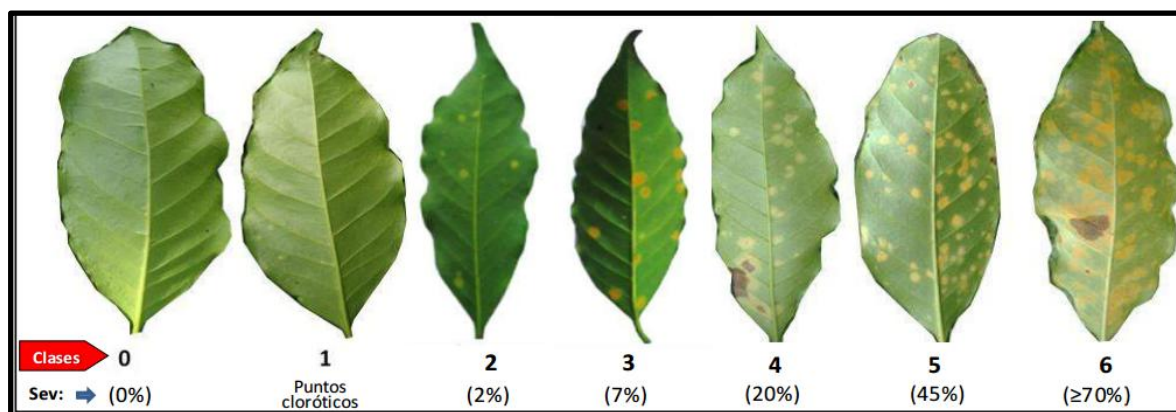 Clases 0 1 2 3 4 5 6
Sev: (0%) Puntos cloróticos (2%) (7%) (20%) (45%) (≥70%)